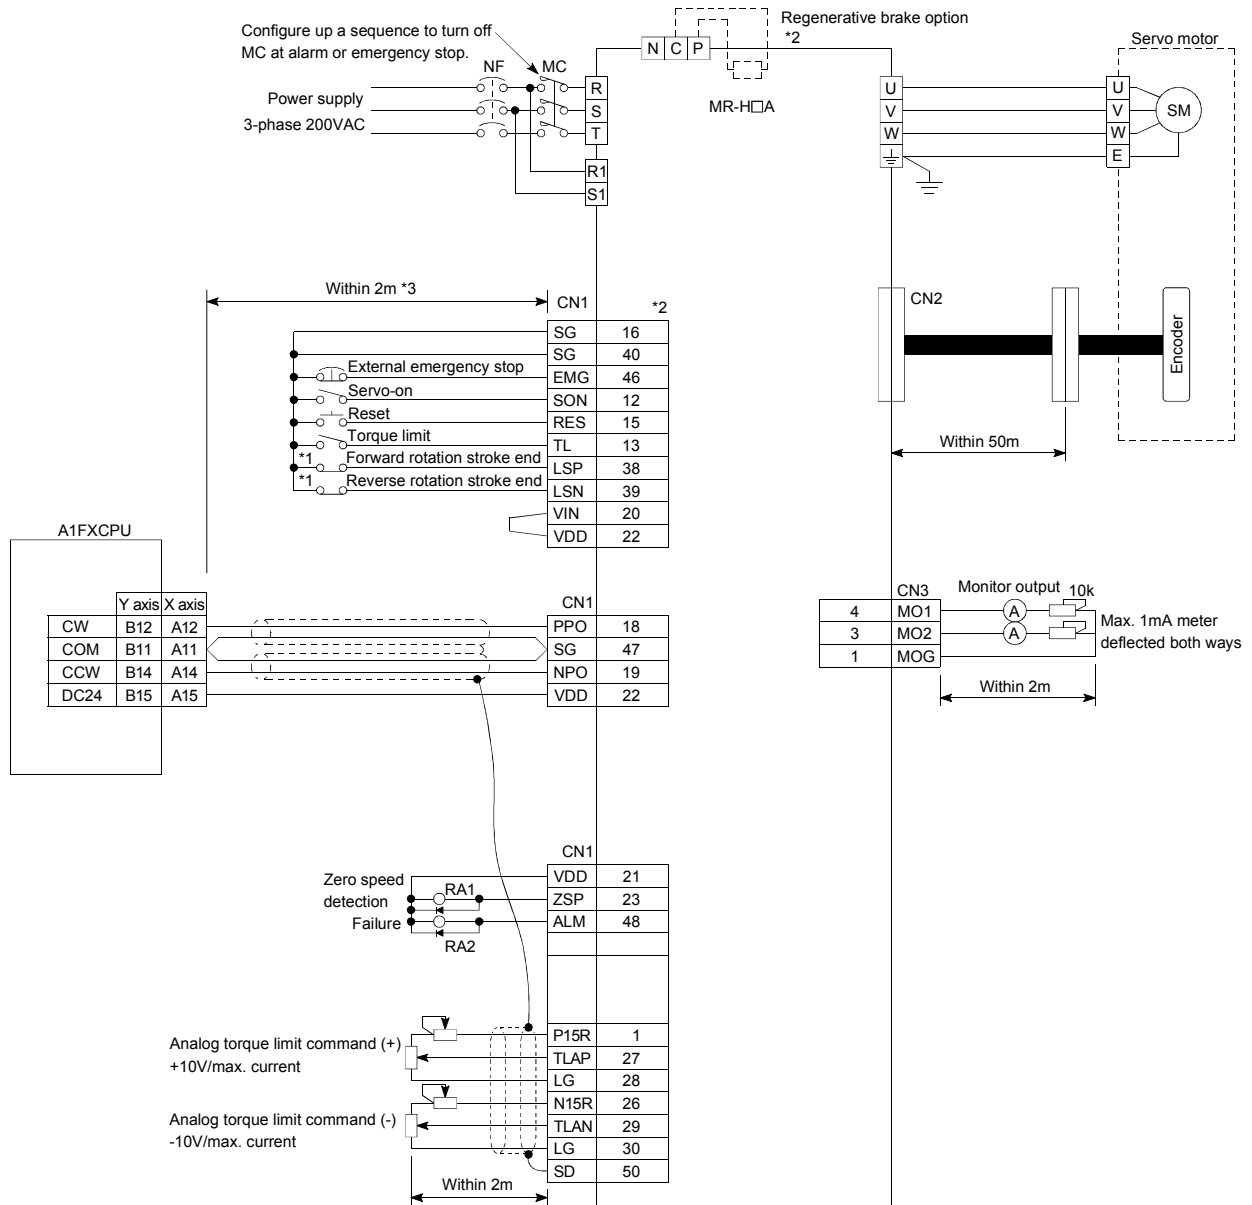 Configure up a sequence to turn off
MC at alarm or emergency stop.
NF
MC
Power supply
3-phase 200VAC
R
S
T
R1
S1
N C P
Regenerative brake option
*2
MR-H□A
U
V
W
Servo motor
U
V
W
E
SM
Within 2m *3
CN1
*2
SG 16
SG 40
External emergency stop EMG 46
Servo-on SON 12
Reset RES 15
Torque limit TL 13
*1 Forward rotation stroke end LSP 38
*1 Reverse rotation stroke end LSN 39
VIN 20
VDD 22
CN2
Encoder
Within 50m
A1FXCPU
Y axis X axis
CW B12 A12
COM B11 A11
CCW B14 A14
DC24 B15 A15
CN1
PPO 18
SG 47
NPO 19
VDD 22
CN3
Monitor output
10k
4 MO1 A
3 MO2 A
1 MOG
Max. 1mA meter
deflected both ways
Within 2m
CN1
VDD 21
ZSP 23
ALM 48
Zero speed
detection
Failure
RA1
RA2
P15R 1
TLAP 27
LG 28
N15R 26
TLAN 29
LG 30
SD 50
Analog torque limit command (+)
+10V/max. current
Analog torque limit command (-)
-10V/max. current
Within 2m